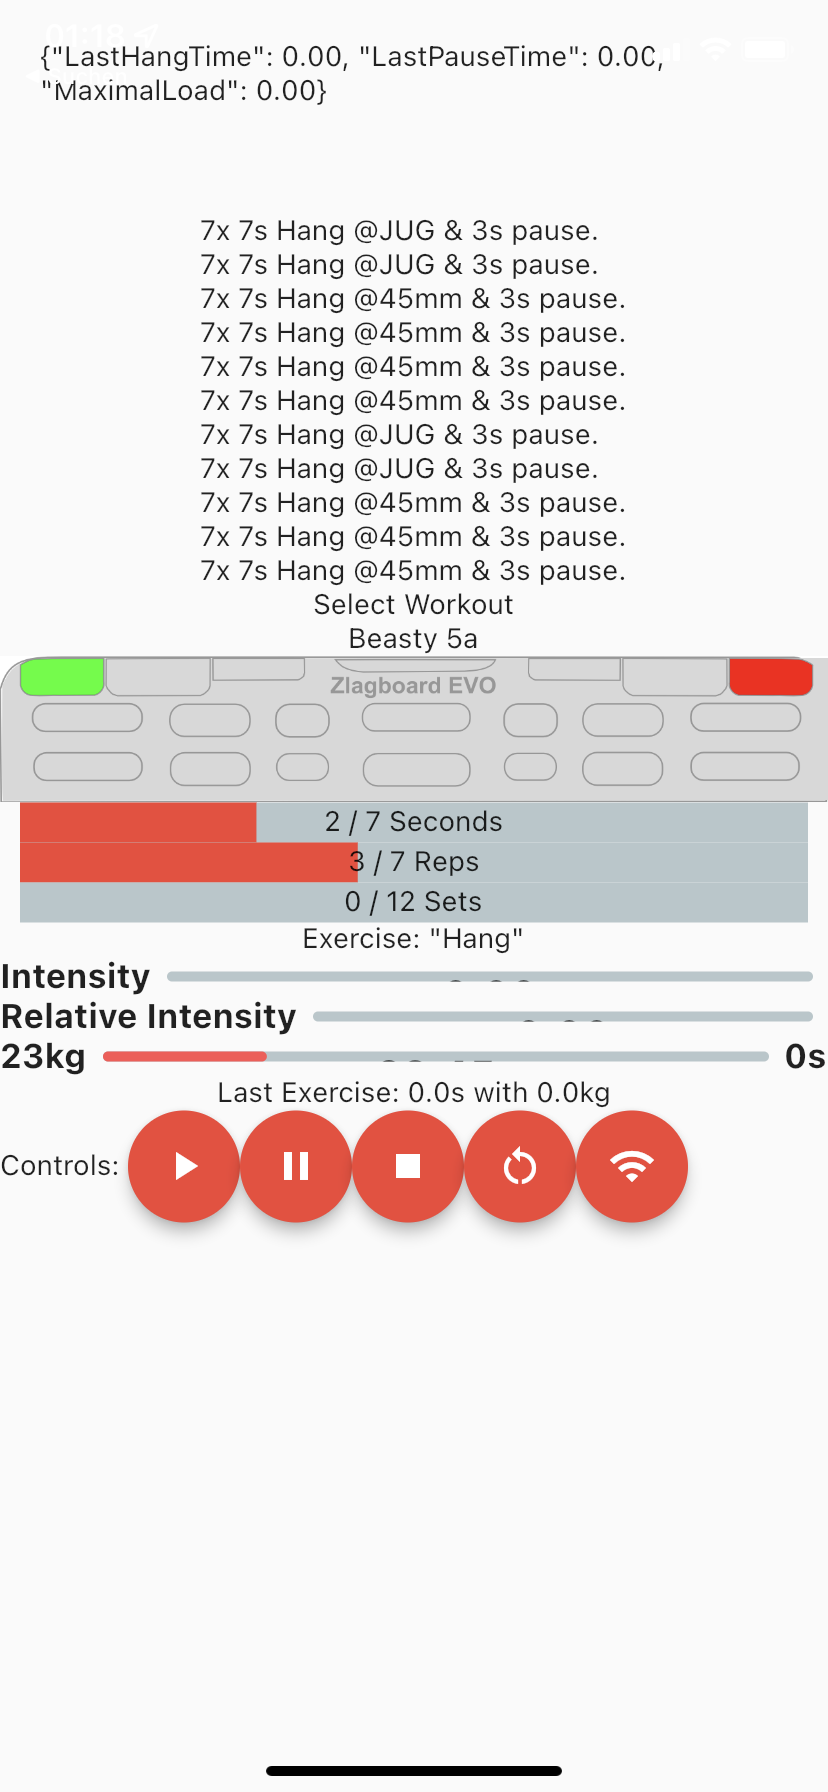 01:18
{"LastHangTime": 0.00, "LastPauseTime": 0.00,
"MaximalLoad": 0.00}
7x 7s Hang @JUG & 3s pause.
7x 7s Hang @JUG & 3s pause.
7x 7s Hang @45mm & 3s pause.
7x 7s Hang @45mm & 3s pause.
7x 7s Hang @45mm & 3s pause.
7x 7s Hang @45mm & 3s pause.
7x 7s Hang @JUG & 3s pause.
7x 7s Hang @JUG & 3s pause.
7x 7s Hang @45mm & 3s pause.
7x 7s Hang @45mm & 3s pause.
7x 7s Hang @45mm & 3s pause.
Select Workout
Beasty 5a
Zlagboard EVO
2 / 7 Seconds
3 / 7 Reps
0 / 12 Sets
Exercise: "Hang"
Intensity
Relative Intensity
23kg 0s
Last Exercise: 0.0s with 0.0kg
Controls: